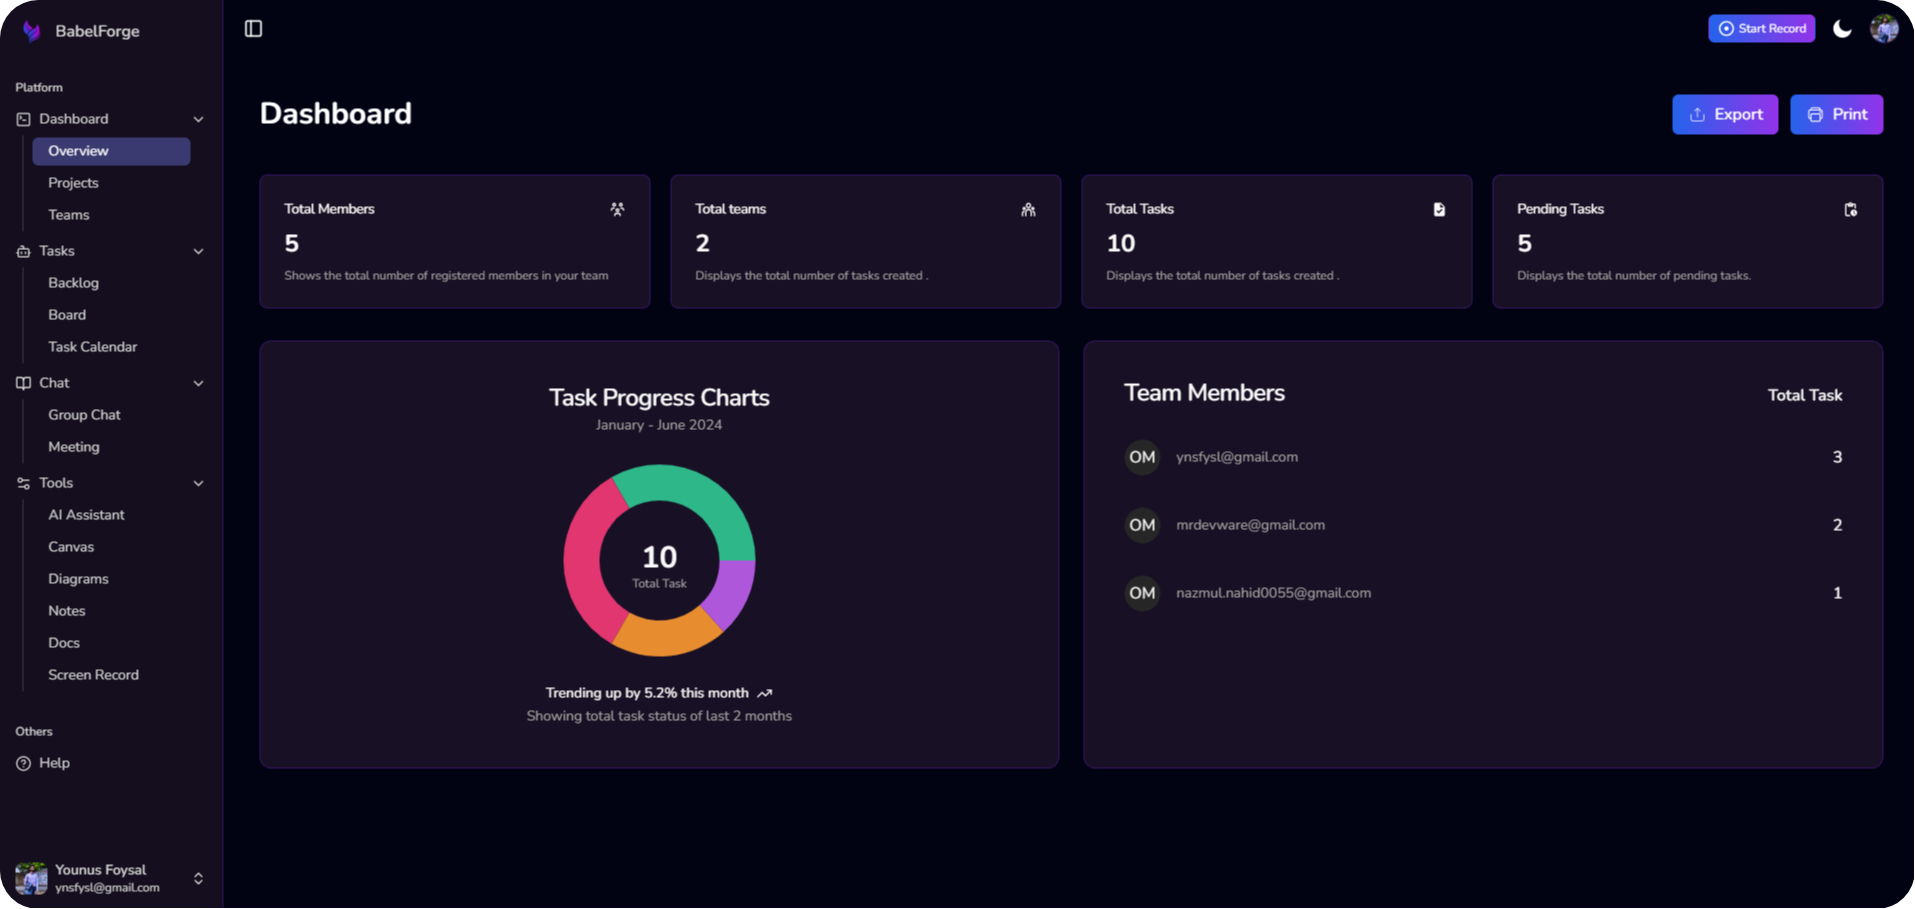 BabelForge
Platform
Dashboard
Overview
Projects
Teams
Tasks
Backlog
Board
Task Calendar
Chat
Group Chat
Meeting
Tools
AI Assistant
Canvas
Diagrams
Notes
Docs
Screen Record
Others
Help
Younus Foysal
ynsfysl@gmail.com
Start Record
Dashboard
Export
Print
Total Members
5
Shows the total number of registered members in your team
Total teams
2
Displays the total number of tasks created .
Total Tasks
10
Displays the total number of tasks created .
Pending Tasks
5
Displays the total number of pending tasks.
Task Progress Charts
January - June 2024
10
Total Task
Trending up by 5.2% this month
Showing total task status of last 2 months
Team Members
Total Task
OM ynsfysl@gmail.com 3
OM mrdevware@gmail.com 2
OM nazmul.nahid0055@gmail.com 1